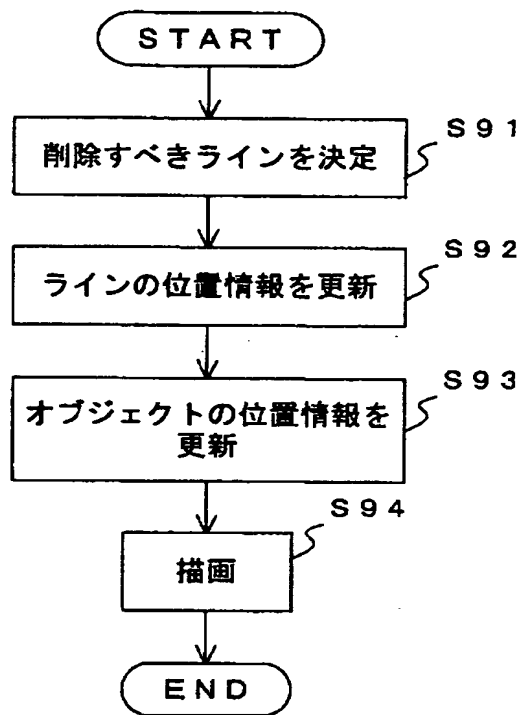 START
S91
削除すべきラインを決定
S92
ラインの位置情報を更新
S93
オブジェクトの位置情報を
更新
S94
描画
END